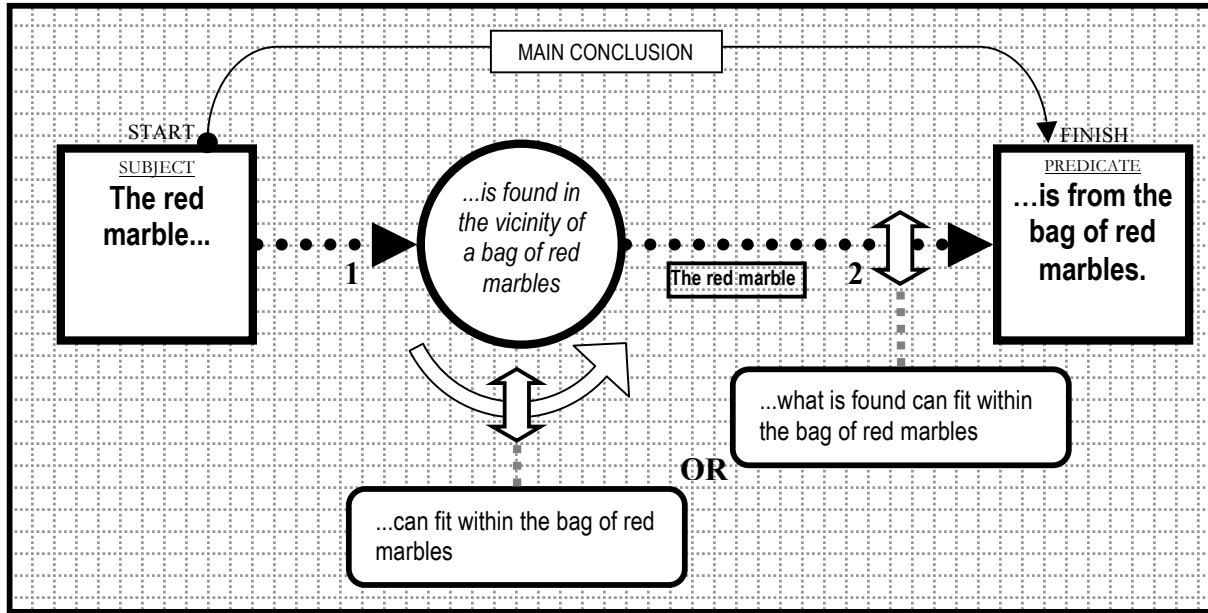 MAIN CONCLUSION
START
FINISH
SUBJECT
The red
marble...
...is found in
the vicinity of
a bag of red
marbles
PREDICATE
…is from the
bag of red
marbles.
1
The red marble
2
...what is found can fit within
the bag of red marbles
OR
...can fit within the bag of red
marbles